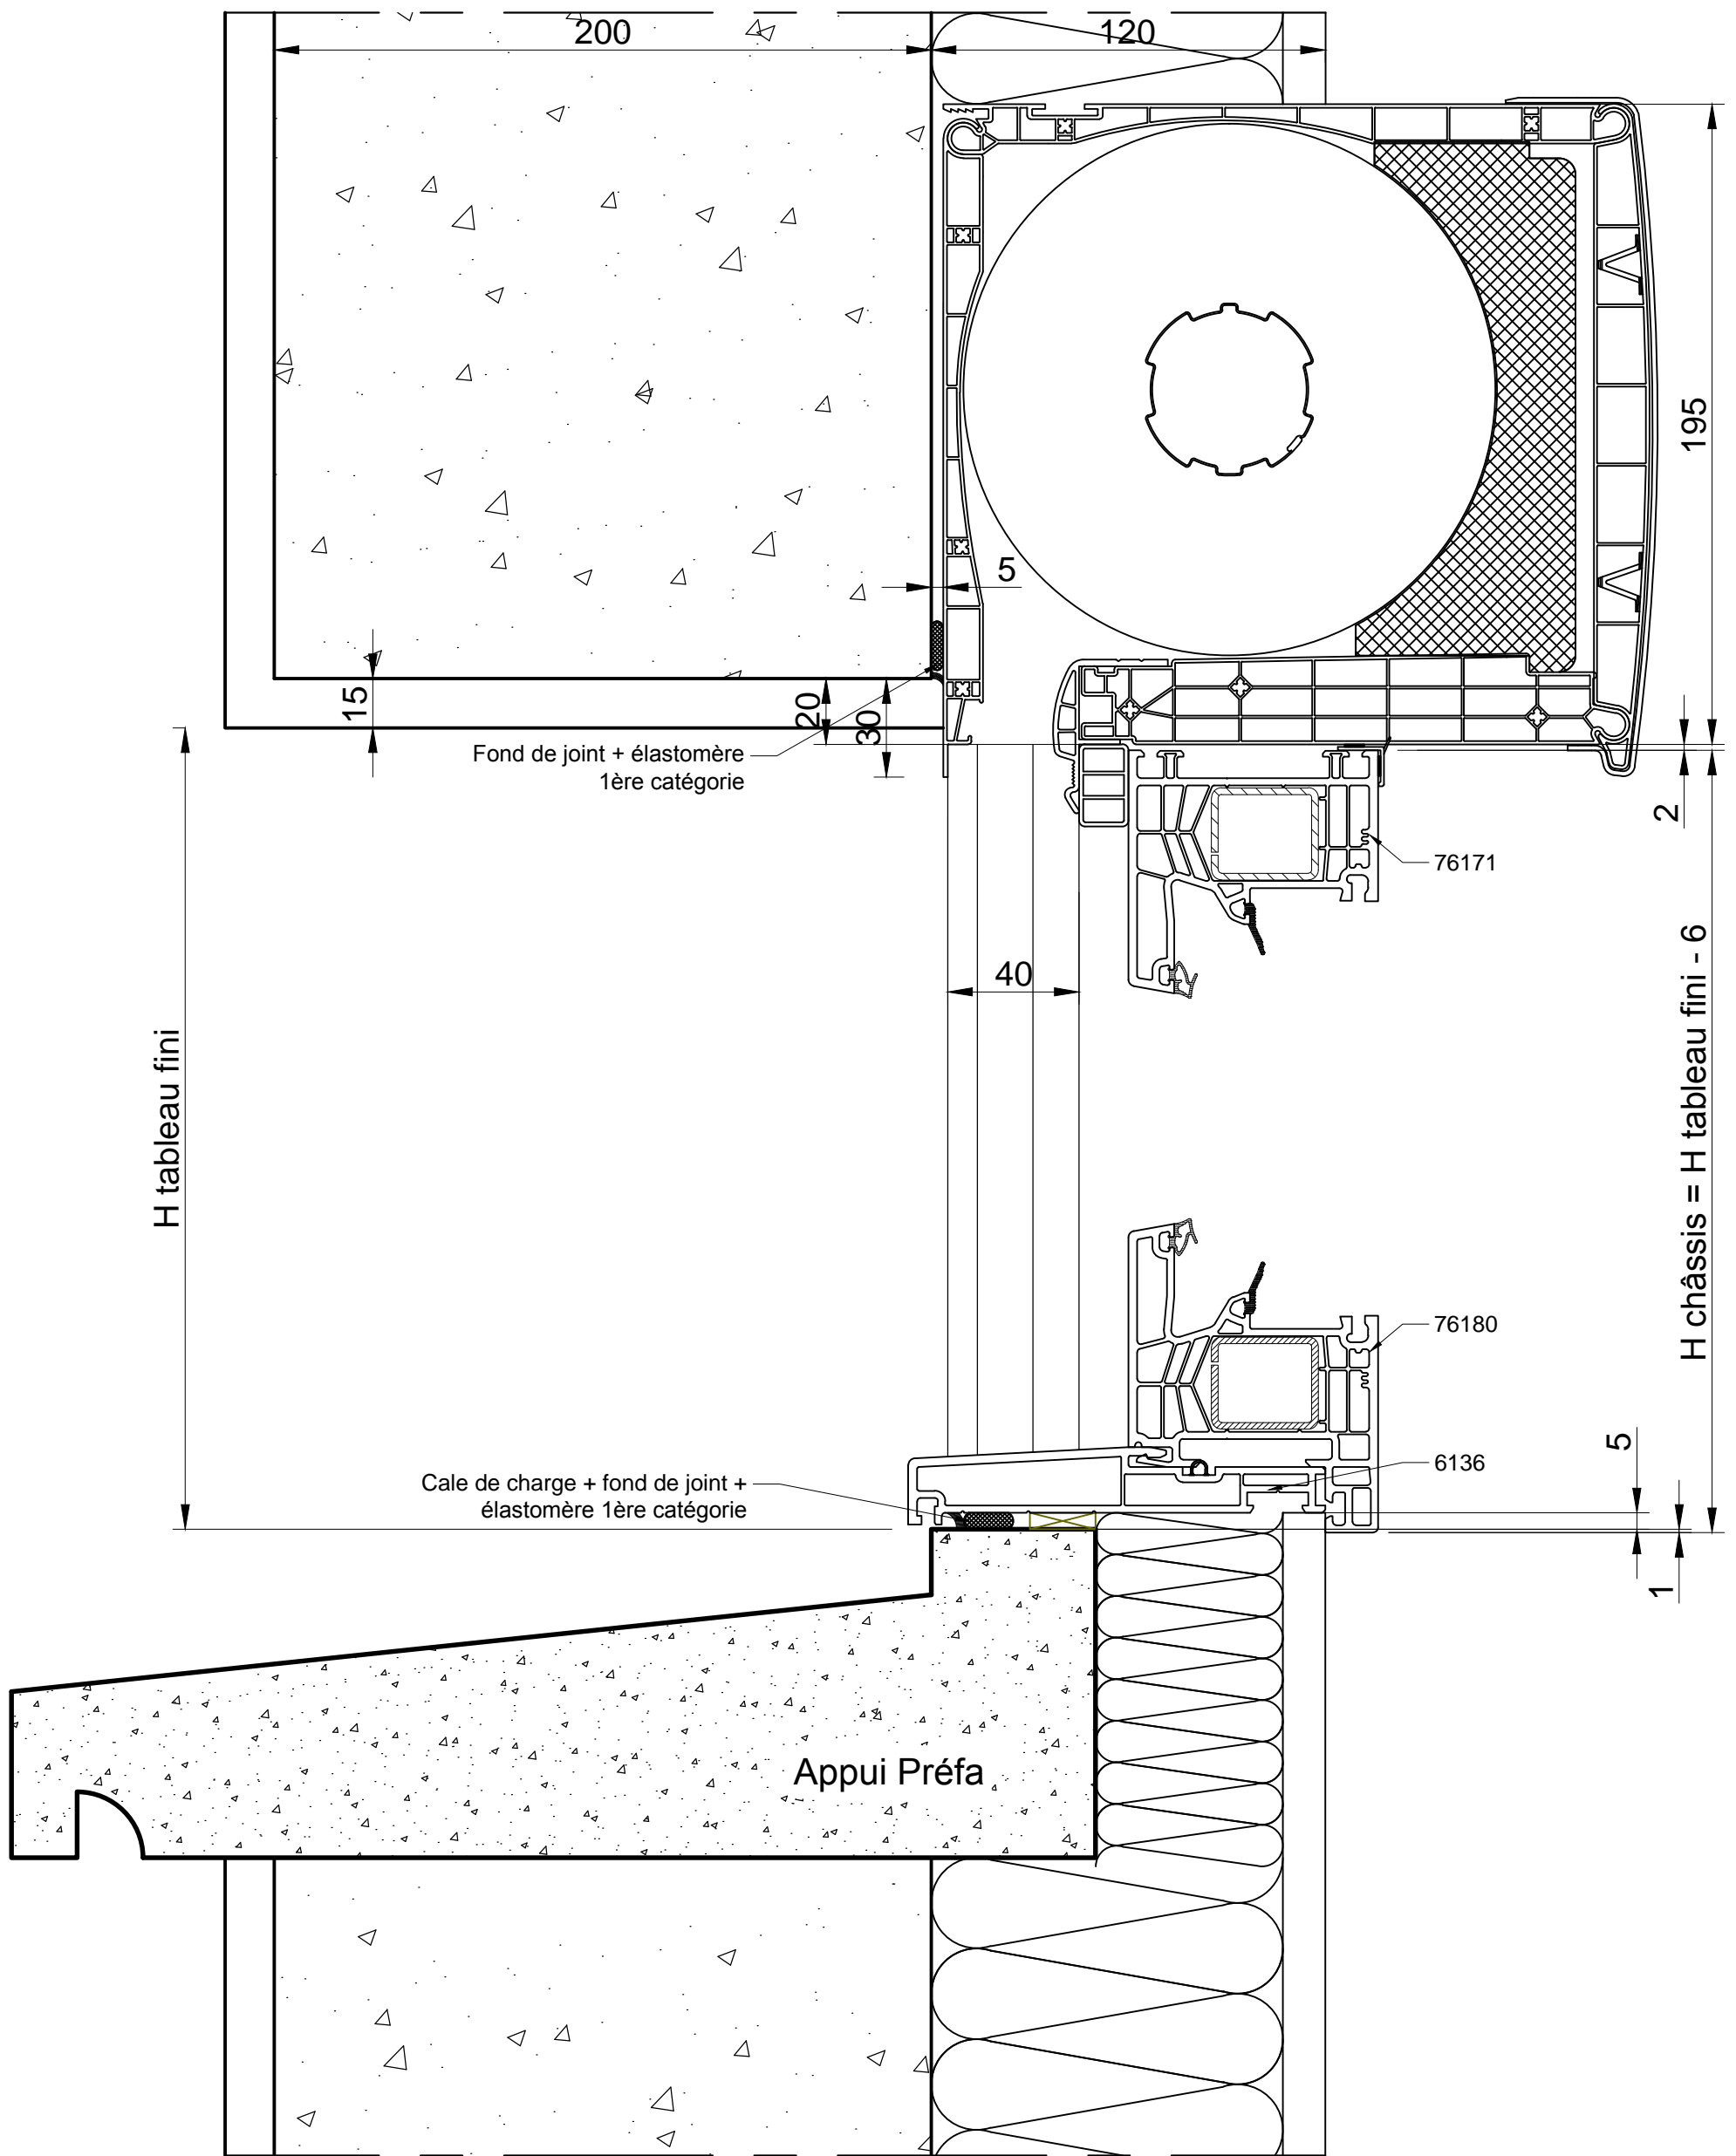 200
120
195
5
15
20
30
Fond de joint + élastomère
1ère catégorie
2
76171
40
H tableau fini
H châssis = H tableau fini - 6
76180
5
6136
Cale de charge + fond de joint +
élastomère 1ère catégorie
1
Appui Préfa